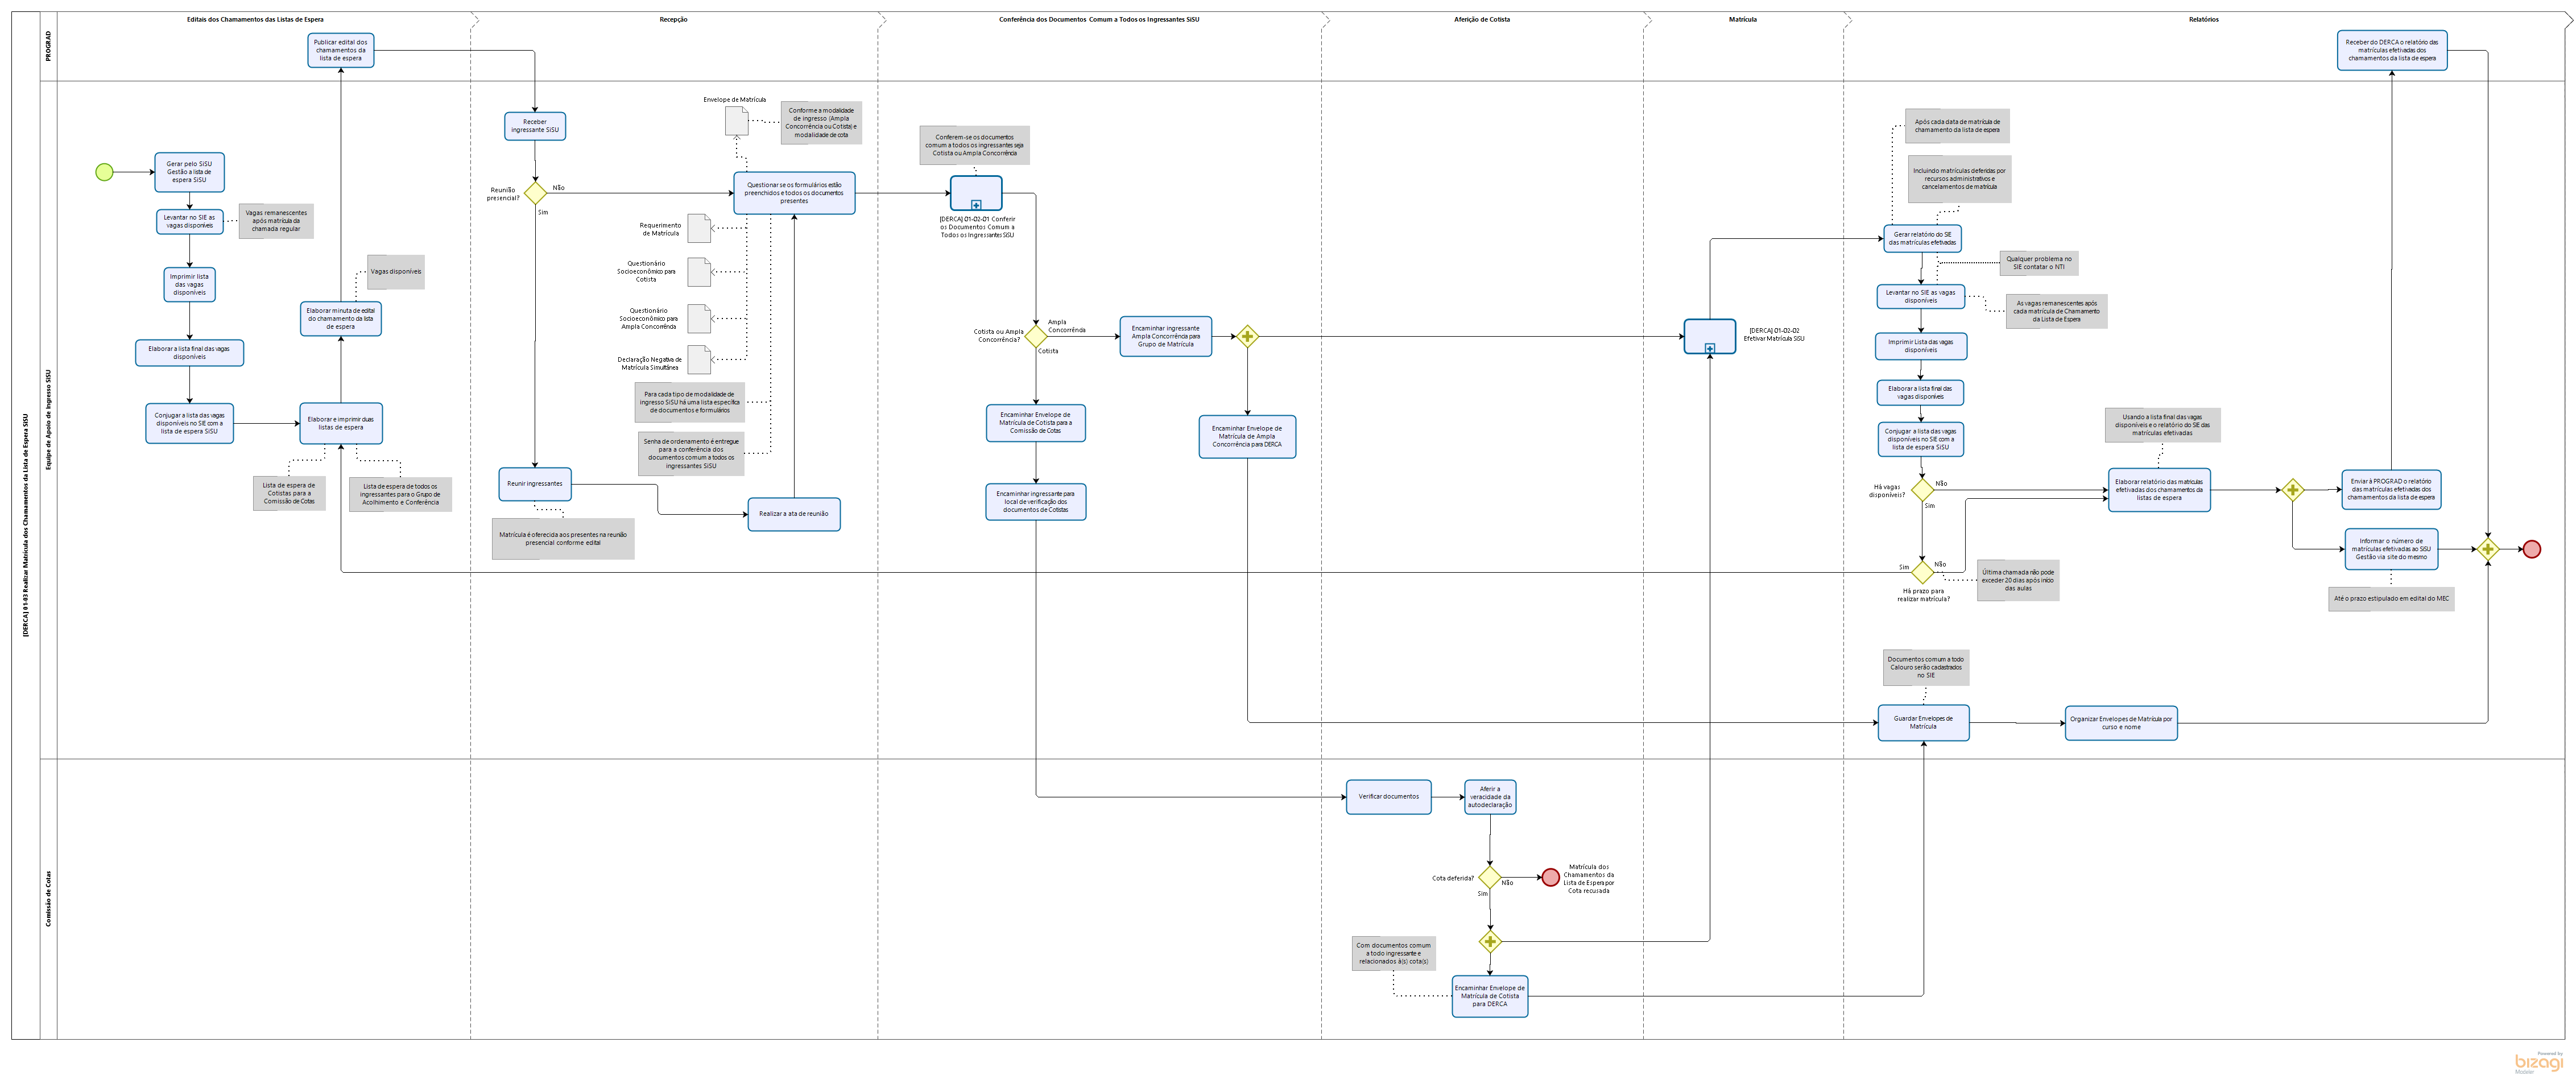 Editais dos Chamamentos das Listas de Espera
Recepção
Conferência dos Documentos Comum a Todos os Ingressantes SiSU
Aferição de Cotista
Matrícula
Relatórios
[DERCA] 01-03 Realizar Matrícula dos Chamamentos da Lista de Espera SiSU
PROGRAD
Equipe de Apoio de Ingresso SiSU
Comissão de Cotas
Publicar edital dos
chamamentos da
lista de espera
Gerar pelo SiSU
Gestão a lista de
espera SiSU
Levantar no SIE as
vagas disponíveis
Vagas remanescentes
após matrícula da
chamada regular
Imprimir lista
das vagas
disponíveis
Elaborar a lista final das vagas
disponíveis
Conjugar a lista das vagas
disponíveis no SIE com a
lista de espera SiSU
Vagas disponíveis
Elaborar minuta de edital
do chamamento da lista
de espera
Elaborar e imprimir duas
listas de espera
Lista de espera de
Cotistas para a
Comissão de Cotas
Lista de espera de todos os
ingressantes para o Grupo de
Acolhimento e Conferência
Receber
ingressante SiSU
Reunião
presencial?
Não
Sim
Reunir ingressantes
Matrícula é oferecida aos presentes na reunião
presencial conforme edital
Realizar a ata de reunião
Envelope de Matrícula
Conforme a modalidade
de ingresso (Ampla
Concorrência ou Cotista) e
modalidade de cota
Questionar se os formulários estão
preenchidos e todos os documentos
presentes
Requerimento
de Matrícula
Questionário
Socioeconômico para
Cotista
Questionário
Socioeconômico para
Ampla Concorrência
Declaração Negativa de
Matrícula Simultânea
Para cada tipo de modalidade de
ingresso SiSU há uma lista específica
de documentos e formulários
Senha de ordenamento é entregue
para a conferência dos
documentos comum a todos os
ingressantes SiSU
Conferem-se os documentos
comum a todos os ingressantes seja
Cotista ou Ampla Concorrência
[DERCA] 01-02-01 Conferir
os Documentos Comum a
Todos os Ingressantes SiSU
Cotista ou Ampla
Concorrência?
Ampla
Concorrência
Cotista
Encaminhar ingressante
Ampla Concorrência para
Grupo de Matrícula
Encaminhar Envelope de
Matrícula de Cotista para a
Comissão de Cotas
Encaminhar ingressante para
local de verificação dos
documentos de Cotistas
Encaminhar Envelope de
Matrícula de Ampla
Concorrência para DERCA
Verificar documentos
Aferir a
veracidade da
autodeclaração
Cota deferida?
Não
Sim
Matrícula dos
Chamamentos da
Lista de Espera por
Cota recusada
Com documentos comum
a todo ingressante e
relacionados à(s) cota(s)
Encaminhar Envelope de
Matrícula de Cotista
para DERCA
[DERCA] 01-02-02
Efetivar Matrícula SiSU
Após cada data de matrícula de
chamamento da lista de espera
Incluindo matrículas deferidas por
recursos administrativos e
cancelamentos de matrícula
Gerar relatório do SIE
das matrículas efetivadas
Qualquer problema no
SIE contatar o NTI
Levantar no SIE as vagas
disponíveis
As vagas remanescentes após
cada matrícula de Chamamento
da Lista de Espera
Imprimir Lista das vagas
disponíveis
Elaborar a lista final das
vagas disponíveis
Conjugar a lista das vagas
disponíveis no SIE com a
lista de espera SiSU
Há vagas
disponíveis?
Não
Sim
Sim
Não
Há prazo para
realizar matrícula?
Última chamada não pode
exceder 20 dias após início
das aulas
Usando a lista final das vagas
disponíveis e o relatório do SIE das
matrículas efetivadas
Elaborar relatório das matrículas
efetivadas dos chamamentos da
listas de espera
Receber do DERCA o relatório das
matrículas efetivadas dos
chamamentos da lista de espera
Enviar à PROGRAD o relatório
das matrículas efetivadas dos
chamamentos da lista de espera
Informar o número de
matrículas efetivadas ao SiSU
Gestão via site do mesmo
Até o prazo estipulado em edital do MEC
Documentos comum a todo
Calouro serão cadastrados
no SIE
Guardar Envelopes de
Matrícula
Organizar Envelopes de Matrícula por
curso e nome
Powered by
bizagi
Modeler